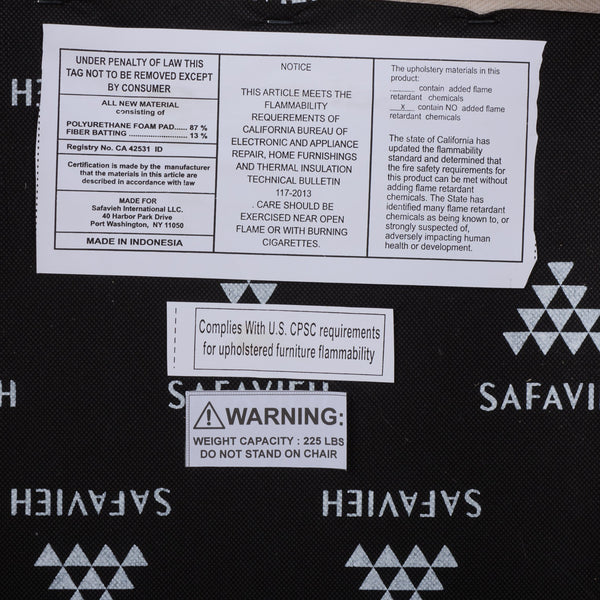 UNDER PENALTY OF LAW THIS
TAG NOT TO BE REMOVED EXCEPT
BY CONSUMER
ALL NEW MATERIAL
consisting of
POLYURETHANE FOAM PAD...... 87 %
FIBER BATTING ........................ 13 %
Registry No. CA 42531 ID
Certification is made by the manufacturer
that the materials in this article are
described in accordance with law
MADE FOR
Safavieh International LLC.
40 Harbor Park Drive
Port Washington, NY 11050
MADE IN INDONESIA
NOTICE
THIS ARTICLE MEETS THE
FLAMMABILITY
REQUEREMENTS OF
CALIFORNIA BUREAU OF
ELECTRONIC AND APPLIANCE
REPAIR, HOME FURNISHINGS
AND THERMAL INSULATION
TECHNICAL BULLETIN
117-2013
. CARE SHOULD BE
EXERCISED NEAR OPEN
FLAME OR WITH BURNING
CIGARETTES.
The upholstery materials in this
product:
______ contain added flame
retardant chemicals
___X__ contain NO added flame
retardant chemicals
The state of California has
updated the flammability
standard and determined that
the fire safety requirements for
this product can be met without
adding flame retardant
chemicals. The State has
identified many flame retardant
chemicals as being known to, or
strongly suspected of,
adversely impacting human
health or development.
Complies With U.S. CPSC requirements
for upholstered furniture flammability
H
SAFAVIEH
SAFAVIEH
WARNING:
WEIGHT CAPACITY : 225 LBS
DO NOT STAND ON CHAIR
SAFAVIEH
SAFAVIEH